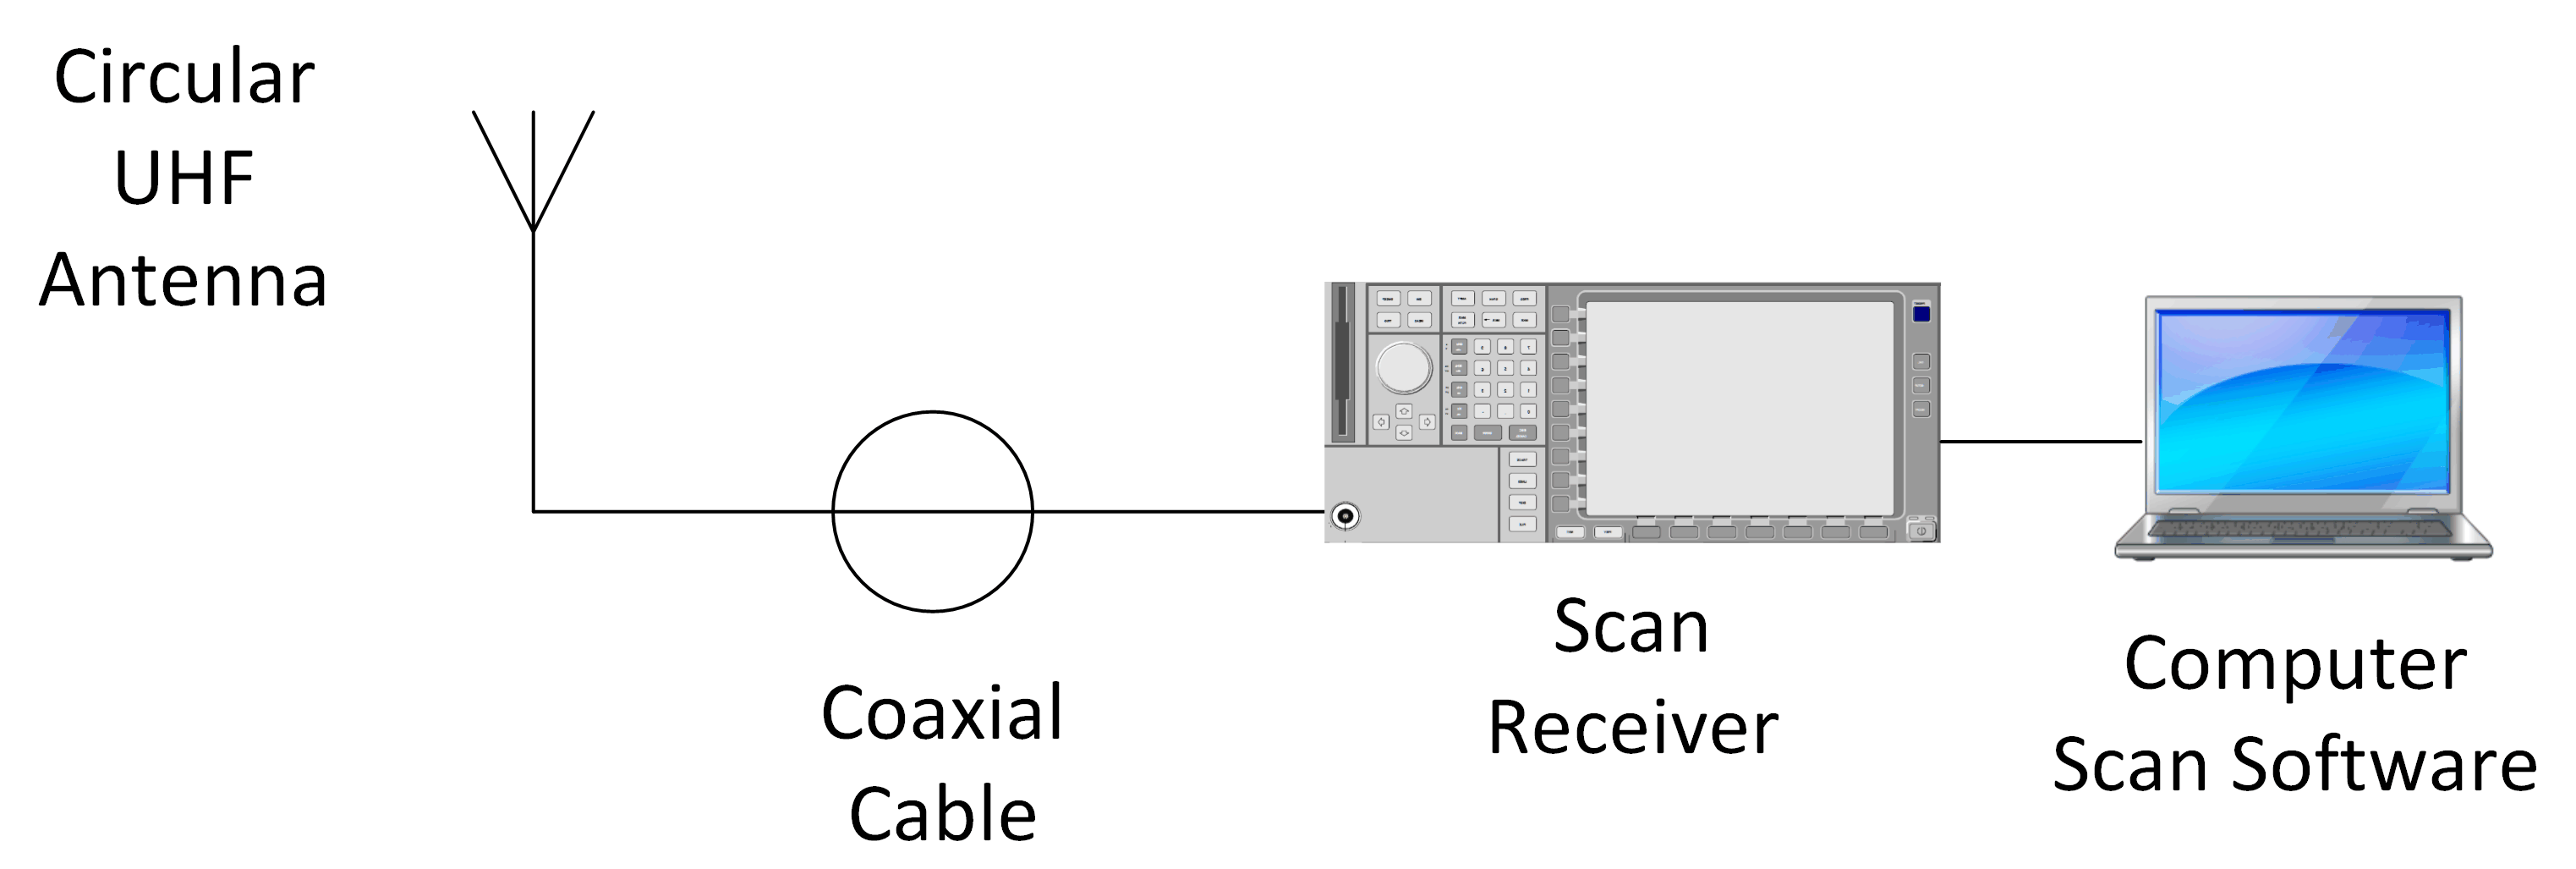 Circular
UHF
Antenna
Coaxial
Cable
Scan
Receiver
Computer
Scan Software